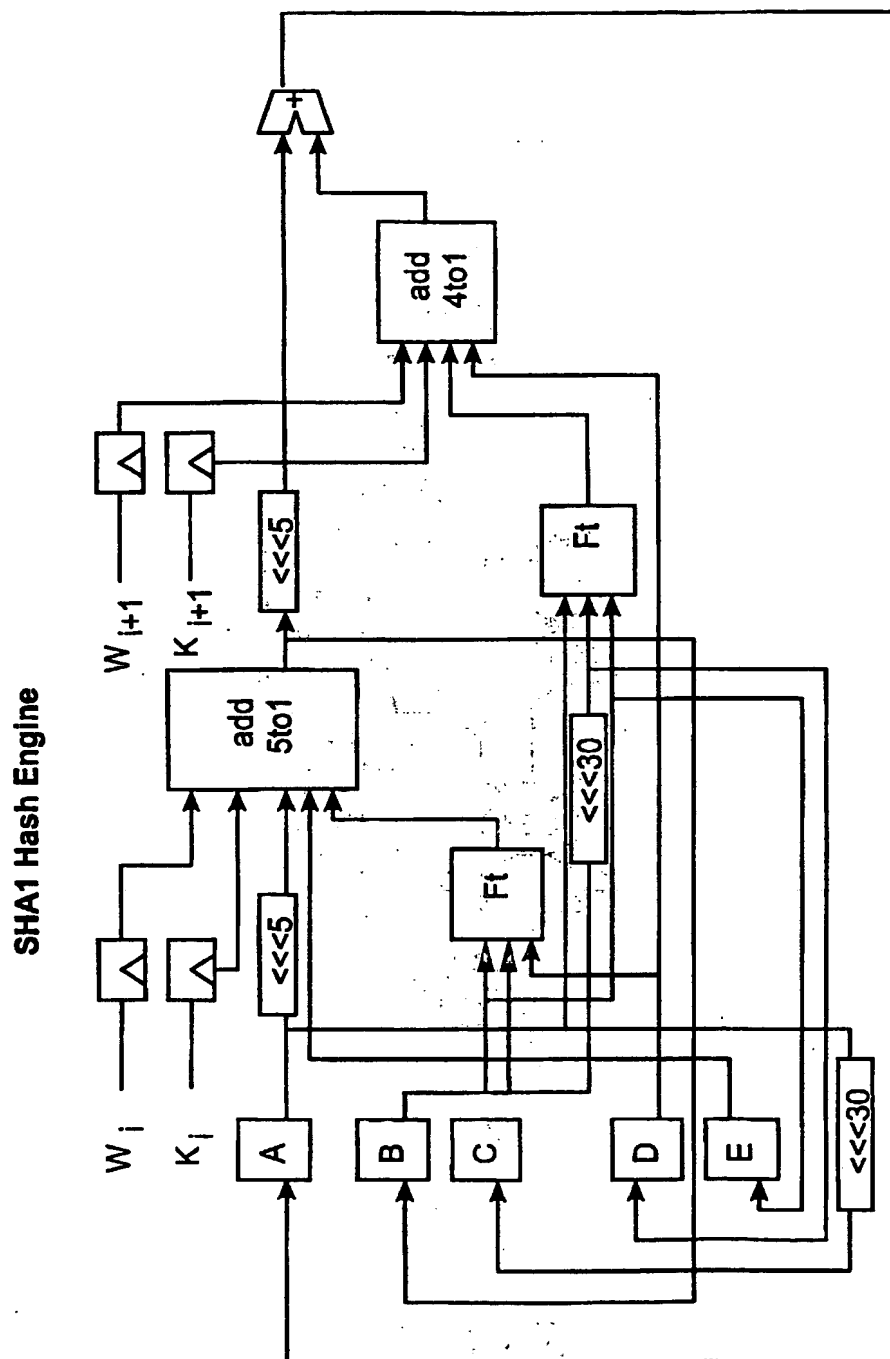 SHA1 Hash Engine
W i
K i
W i+1
K i+1
A
B
C
D
E
<<<5
<<<30
Ft
add
5to1
<<<30
<<<5
Ft
add
4to1
+